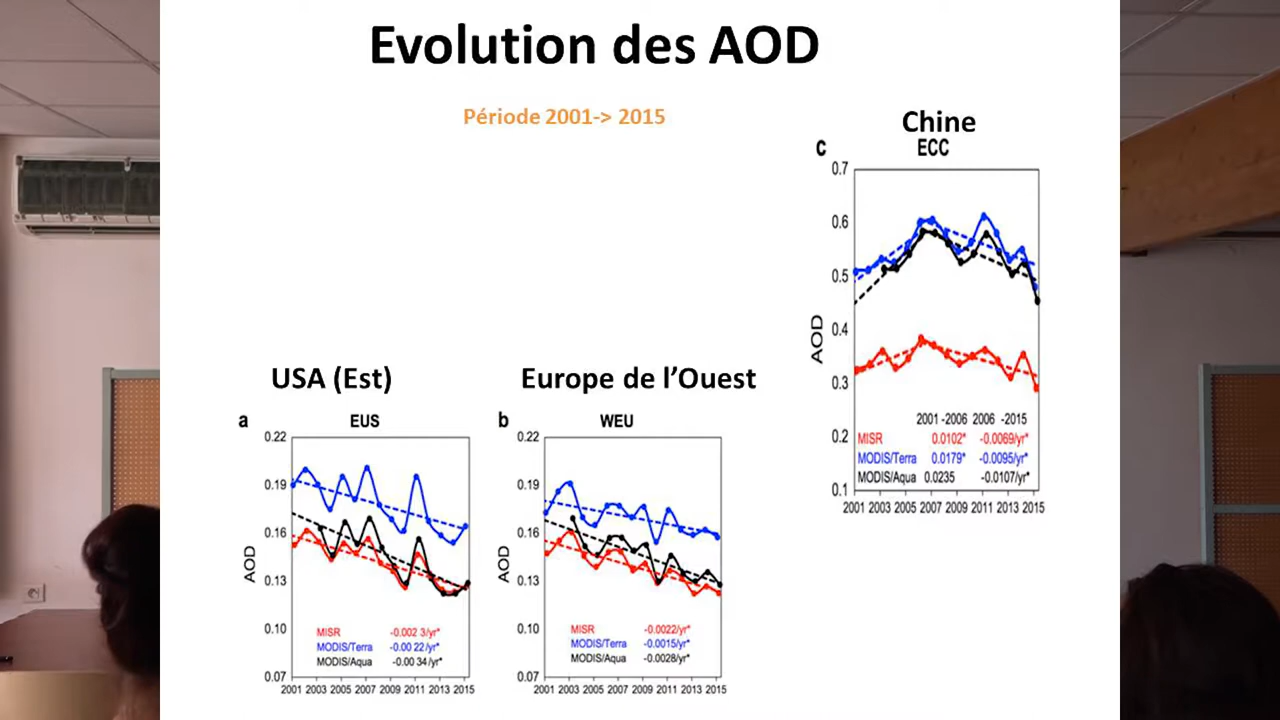 Evolution des AOD
Période 2001-> 2015
Chine
c ECC
0.7
0.6
0.5
0.4
0.3
0.2
0.1
AOD
2001 -2006 2006 -2015
MISR 0.0102* -0.0069/yr*
MODIS/Terra 0.0179* -0.0095/yr*
MODIS/Aqua 0.0235 -0.0107/yr*
2001 2003 2005 2007 2009 2011 2013 2015
USA (Est)
a EUS
0.22
0.19
0.16
0.13
0.10
0.07
AOD
MISR -0.002 3/yr*
MODIS/Terra -0.00 22/yr*
MODIS/Aqua -0.00 34/yr*
2001 2003 2005 2007 2009 2011 2013 2015
Europe de l’Ouest
b WEU
0.22
0.19
0.16
0.13
0.10
0.07
AOD
MISR -0.0022/yr*
MODIS/Terra -0.0015/yr*
MODIS/Aqua -0.0028/yr*
2001 2003 2005 2007 2009 2011 2013 2015